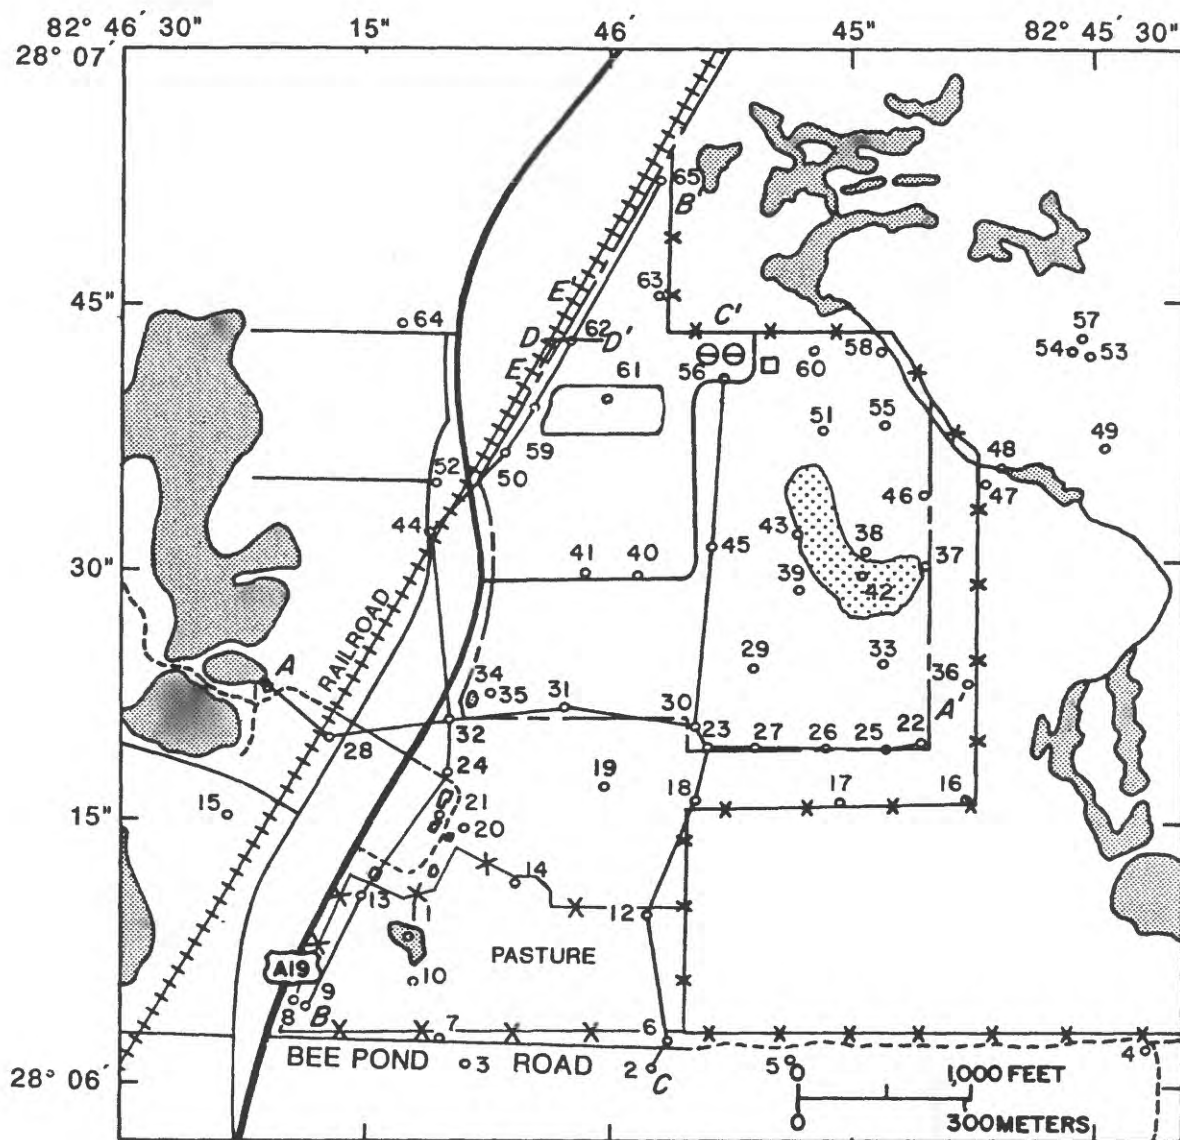 82° 46′ 30" 15" 46′ 45" 82° 45′ 30"
28° 07′
65
B′
E′ 63
45"
64 D 62 D′ C′ 57
54 53
E 56 60 58
61
51 55
59 49
52 50 48
46 47
44
43 38
45 37
41 40
30" 39 42
RAILROAD
A 29 33
34 36
35 31 30 A′
28 32 23 27 26 25 22
24
19 18 17 16
15" 15 21
20
14
13
11 12
PASTURE
A19 10
8 9 B
7 6
BEE POND 3 ROAD 2 C 5 4
28° 06′
0 1,000 FEET
0 300 METERS